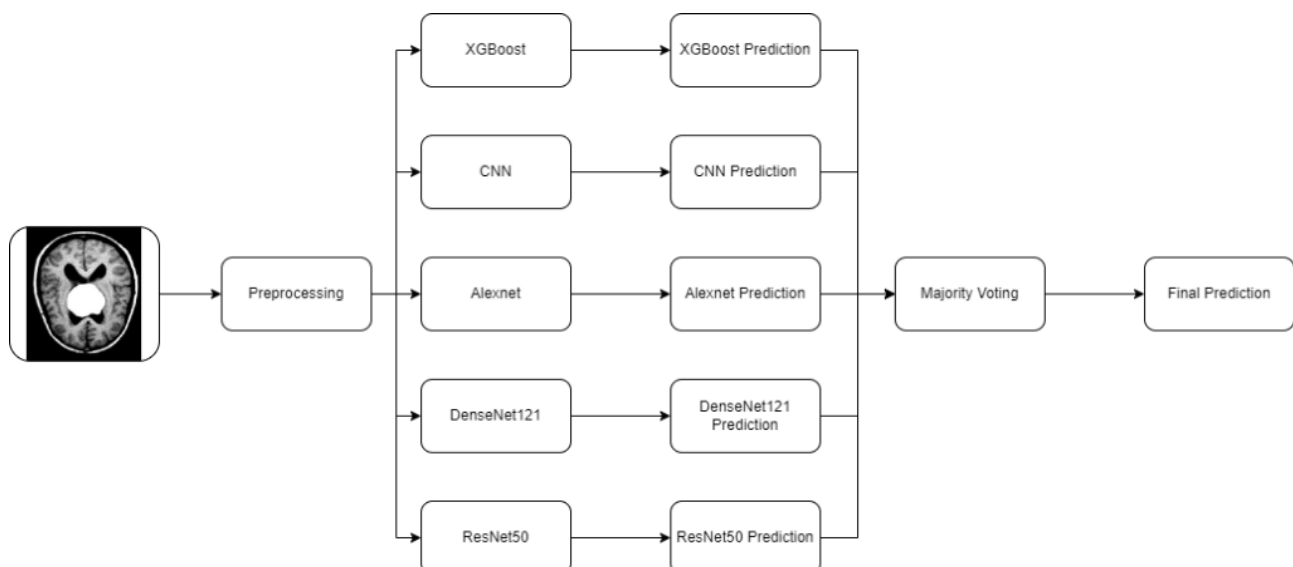 XGBoost
XGBoost Prediction
CNN
CNN Prediction
Preprocessing
Alexnet
Alexnet Prediction
Majority Voting
Final Prediction
DenseNet121
DenseNet121
Prediction
ResNet50
ResNet50 Prediction